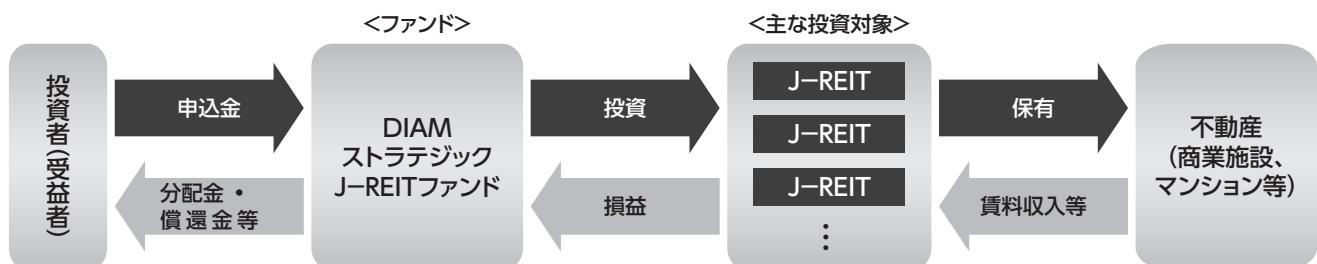 <ファンド>
<主な投資対象>
投資者(受益者)
申込金
分配金・
償還金等
DIAM
ストラテジック
J-REITファンド
投資
損益
J-REIT
J-REIT
J-REIT
⋮
保有
賃料収入等
不動産
(商業施設、
マンション等)